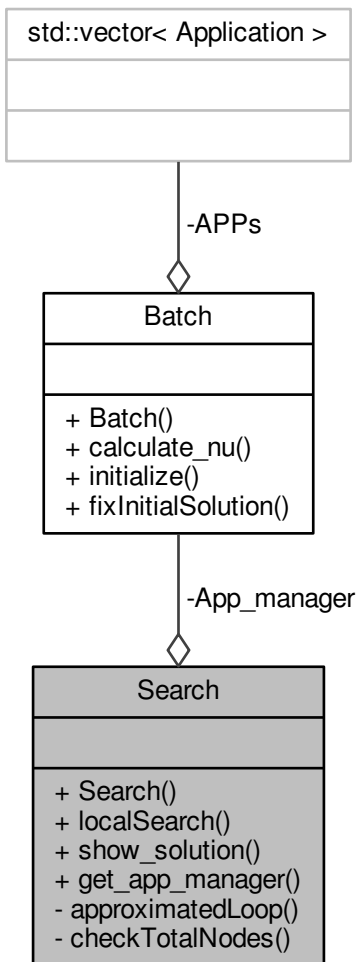 std::vector< Application >
-APPs
Batch
+ Batch()
+ calculate_nu()
+ initialize()
+ fixInitialSolution()
-App_manager
Search
+ Search()
+ localSearch()
+ show_solution()
+ get_app_manager()
- approximatedLoop()
- checkTotalNodes()